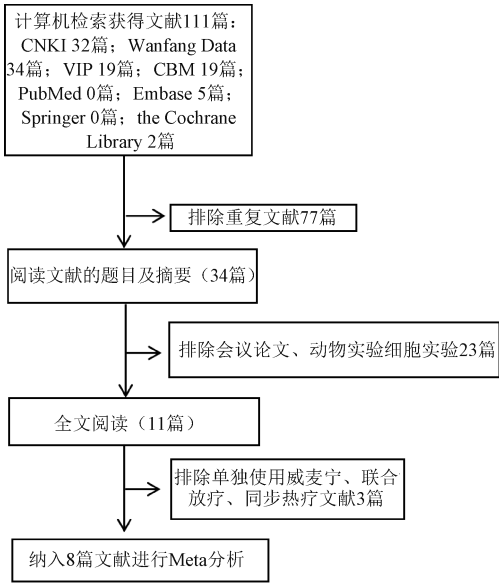 计算机检索获得文献111篇：
CNKI 32篇；Wanfang Data
34篇；VIP 19篇；CBM 19篇；
PubMed 0篇；Embase 5篇；
Springer 0篇；the Cochrane
Library 2篇
排除重复文献77篇
阅读文献的题目及摘要（34篇）
排除会议论文、动物实验细胞实验23篇
全文阅读（11篇）
排除单独使用威麦宁、联合
放疗、同步热疗文献3篇
纳入8篇文献进行Meta分析